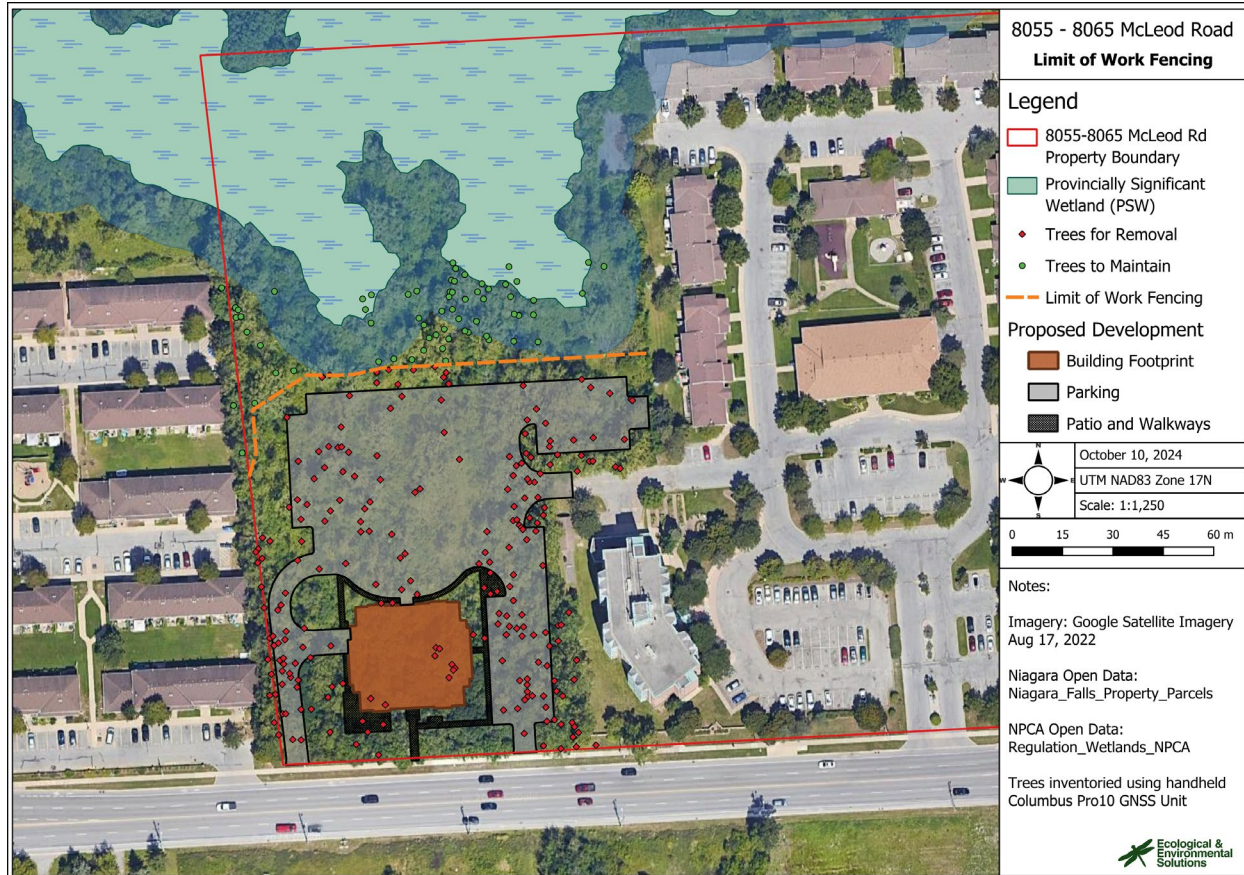 8055 - 8065 McLeod Road
Limit of Work Fencing
Legend
8055-8065 McLeod Rd
Property Boundary
Provincially Significant
Wetland (PSW)
Trees for Removal
Trees to Maintain
Limit of Work Fencing
Proposed Development
Building Footprint
Parking
Patio and Walkways
N
W
E
S
October 10, 2024
UTM NAD83 Zone 17N
Scale: 1:1,250
0 15 30 45 60 m
Notes:
Imagery: Google Satellite Imagery
Aug 17, 2022
Niagara Open Data:
Niagara_Falls_Property_Parcels
NPCA Open Data:
Regulation_Wetlands_NPCA
Trees inventoried using handheld
Columbus Pro10 GNSS Unit
Ecological &
Environmental
Solutions